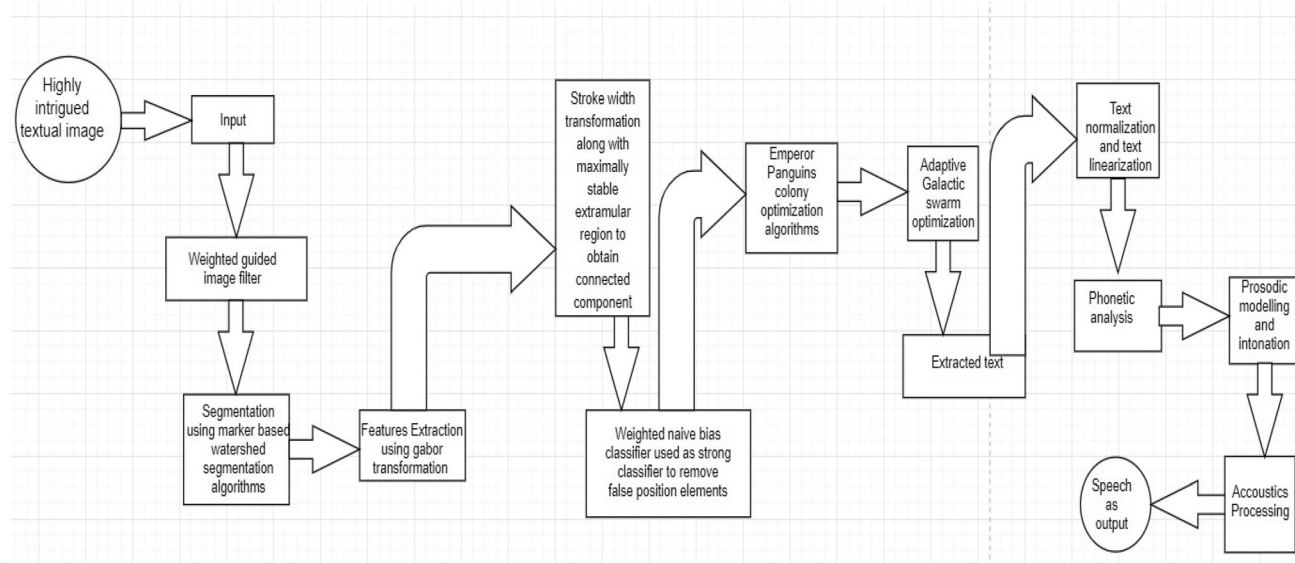 Highly
intrigued
textual image
Input
Weighted guided
image filter
Segmentation
using marker based
watershed
segmentation
algorithms
Features Extraction
using gabor
transformation
Stroke width
transformation
along with
maximally
stable
extramular
region to
obtain
connected
component
Weighted naive bias
classifier used as strong
classifier to remove
false position elements
Emperor
Panguins
colony
optimization
algorithms
Adaptive
Galactic
swarm
optimization
Extracted text
Text
normalization
and text
linearization
Phonetic
analysis
Prosodic
modelling
and
intonation
Accoustics
Processing
Speech
as
output